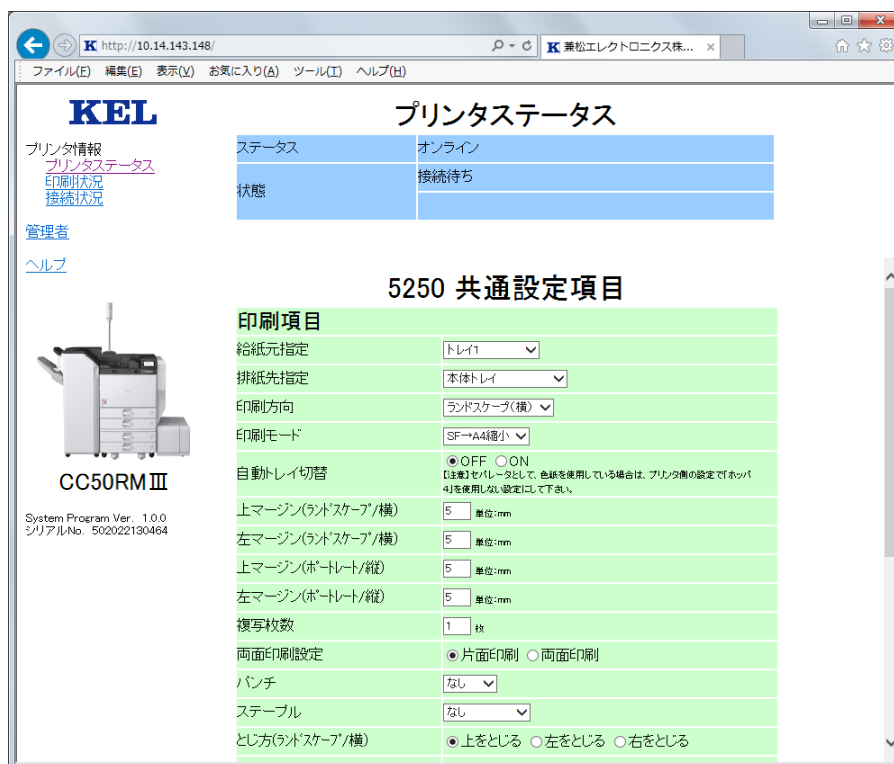 http://10.14.143.148/
兼松エレクトロニクス株...
ファイル(F) 編集(E) 表示(V) お気に入り(A) ツール(T) ヘルプ(H)
KEL
プリンタ情報
プリンタステータス
印刷状況
接続状況
管理者
ヘルプ
CC50RMⅢ
System Program Ver. 1.0.0
シリアルNo. 502022130464
プリンタステータス
ステータス オンライン
状態 接続待ち
5250 共通設定項目
印刷項目
給紙元指定 トレイ1
排紙先指定 本体トレイ
印刷方向 ランドスケープ(横)
印刷モード SF→A4縮小
自動トレイ切替 OFF ON
【注意】セパレータとして、色紙を使用している場合は、プリンタ側の設定で「ホッパ
4」を使用しない設定にして下さい。
上マージン(ランドスケープ/横) 5 単位:mm
左マージン(ランドスケープ/横) 5 単位:mm
上マージン(ポートレート/縦) 5 単位:mm
左マージン(ポートレート/縦) 5 単位:mm
複写枚数 1 枚
両面印刷設定 片面印刷 両面印刷
パンチ なし
ステープル なし
とじ方(ランドスケープ/横) 上をとじる 左をとじる 右をとじる